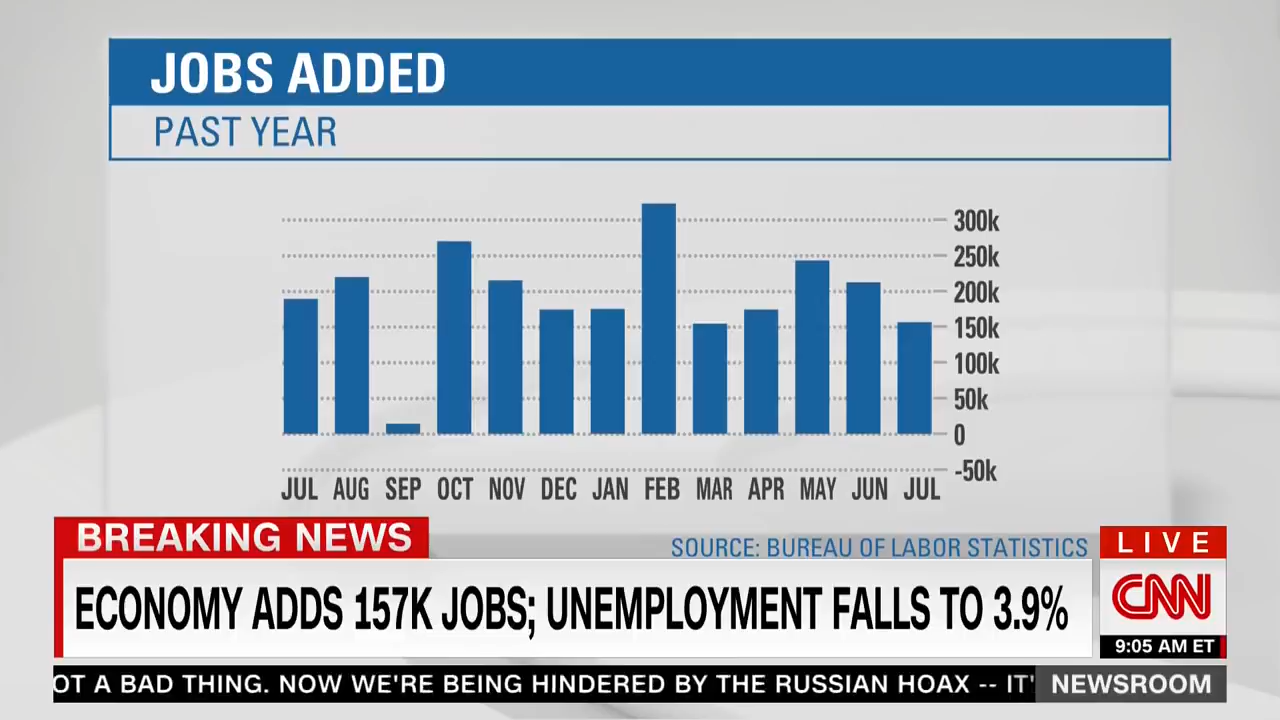 JOBS ADDED
PAST YEAR
300k
250k
200k
150k
100k
50k
0
-50k
JUL AUG SEP OCT NOV DEC JAN FEB MAR APR MAY JUN JUL
BREAKING NEWS
SOURCE: BUREAU OF LABOR STATISTICS
LIVE
ECONOMY ADDS 157K JOBS; UNEMPLOYMENT FALLS TO 3.9%
CNN
9:05 AM ET
OT A BAD THING. NOW WE'RE BEING HINDERED BY THE RUSSIAN HOAX -- IT'
NEWSROOM